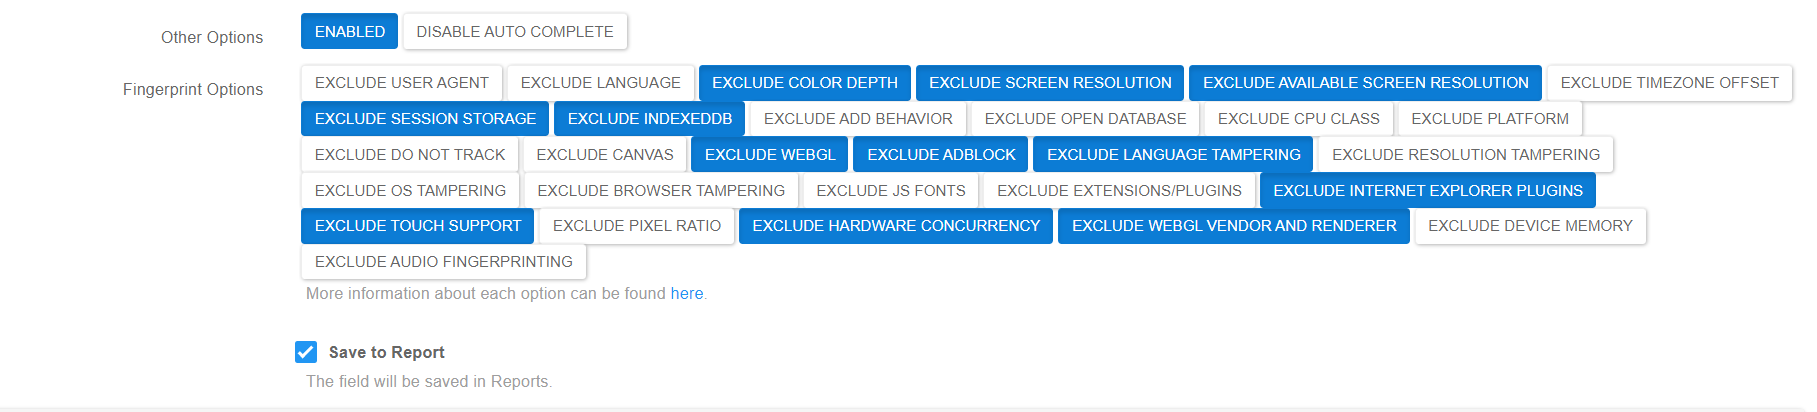 Other Options ENABLED DISABLE AUTO COMPLETE
Fingerprint Options EXCLUDE USER AGENT EXCLUDE LANGUAGE EXCLUDE COLOR DEPTH EXCLUDE SCREEN RESOLUTION EXCLUDE AVAILABLE SCREEN RESOLUTION EXCLUDE TIMEZONE OFFSET
EXCLUDE SESSION STORAGE EXCLUDE INDEXEDDB EXCLUDE ADD BEHAVIOR EXCLUDE OPEN DATABASE EXCLUDE CPU CLASS EXCLUDE PLATFORM
EXCLUDE DO NOT TRACK EXCLUDE CANVAS EXCLUDE WEBGL EXCLUDE ADBLOCK EXCLUDE LANGUAGE TAMPERING EXCLUDE RESOLUTION TAMPERING
EXCLUDE OS TAMPERING EXCLUDE BROWSER TAMPERING EXCLUDE JS FONTS EXCLUDE EXTENSIONS/PLUGINS EXCLUDE INTERNET EXPLORER PLUGINS
EXCLUDE TOUCH SUPPORT EXCLUDE PIXEL RATIO EXCLUDE HARDWARE CONCURRENCY EXCLUDE WEBGL VENDOR AND RENDERER EXCLUDE DEVICE MEMORY
EXCLUDE AUDIO FINGERPRINTING
More information about each option can be found here.
Save to Report
The field will be saved in Reports.